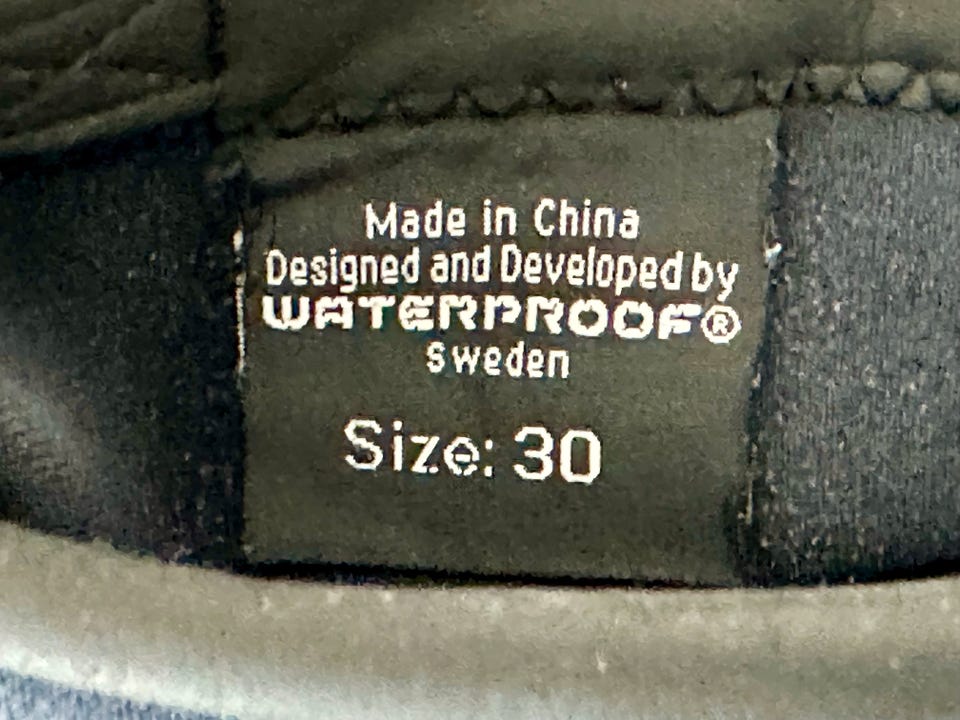 Made in China
Designed and Developed by
WATERPROOF®
Sweden
Size: 30